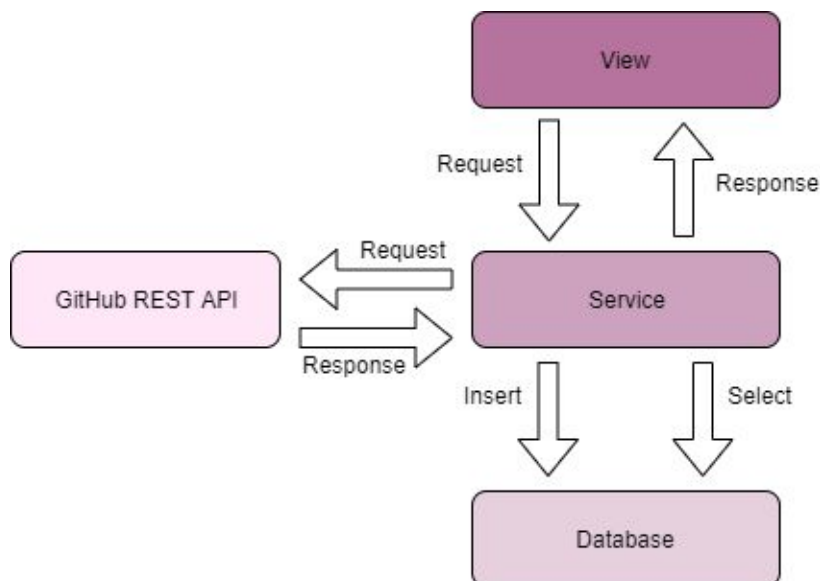 View
Request
Response
Request
GitHub REST API
Service
Response
Insert
Select
Database